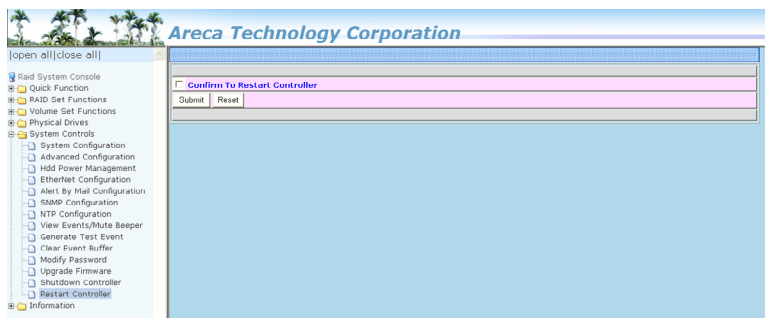 Areca Technology Corporation
|open all|close all|
Raid System Console
Quick Function
RAID Set Functions
Volume Set Functions
Physical Drives
System Controls
System Configuration
Advanced Configuration
Hdd Power Management
EtherNet Configuration
Alert By Mail Configuration
SNMP Configuration
NTP Configuration
View Events/Mute Beeper
Generate Test Event
Clear Event Buffer
Modify Password
Upgrade Firmware
Shutdown Controller
Restart Controller
Information
Confirm To Restart Controller
Submit Reset